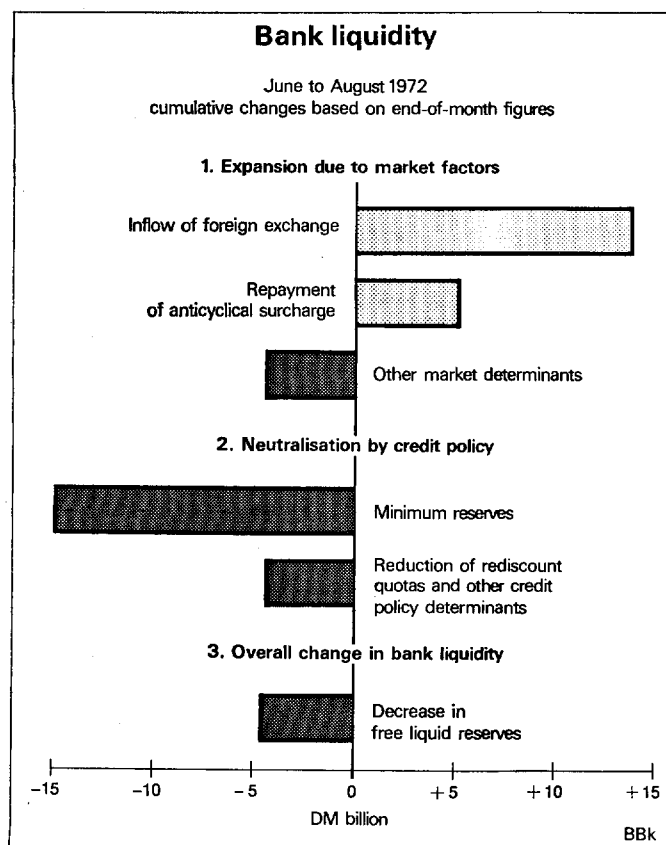 Bank liquidity
June to August 1972
cumulative changes based on end-of-month figures
1. Expansion due to market factors
Inflow of foreign exchange
Repayment
of anticyclical surcharge
Other market determinants
2. Neutralisation by credit policy
Minimum reserves
Reduction of rediscount
quotas and other credit
policy determinants
3. Overall change in bank liquidity
Decrease in
free liquid reserves
-15 -10 -5 0 +5 +10 +15
DM billion
BBk